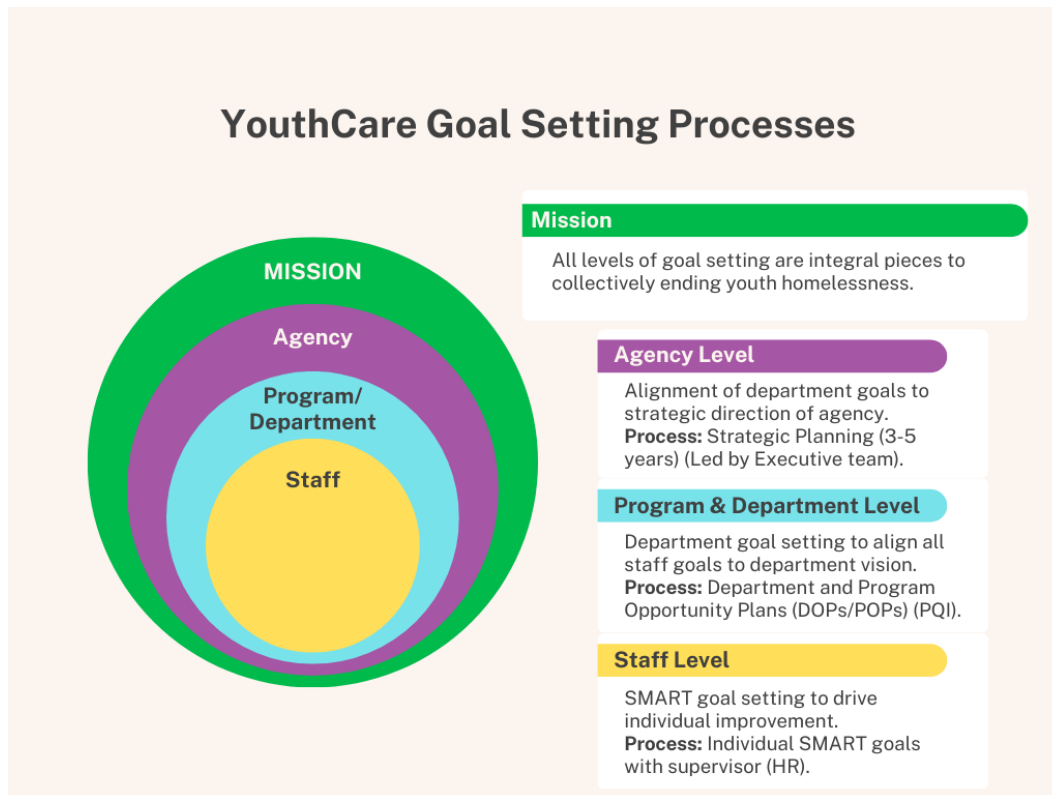 YouthCare Goal Setting Processes
MISSION
Agency
Program/
Department
Staff
Mission
All levels of goal setting are integral pieces to
collectively ending youth homelessness.
Agency Level
Alignment of department goals to
strategic direction of agency.
Process: Strategic Planning (3-5
years) (Led by Executive team).
Program & Department Level
Department goal setting to align all
staff goals to department vision.
Process: Department and Program
Opportunity Plans (DOPs/POPs) (PQI).
Staff Level
SMART goal setting to drive
individual improvement.
Process: Individual SMART goals
with supervisor (HR).